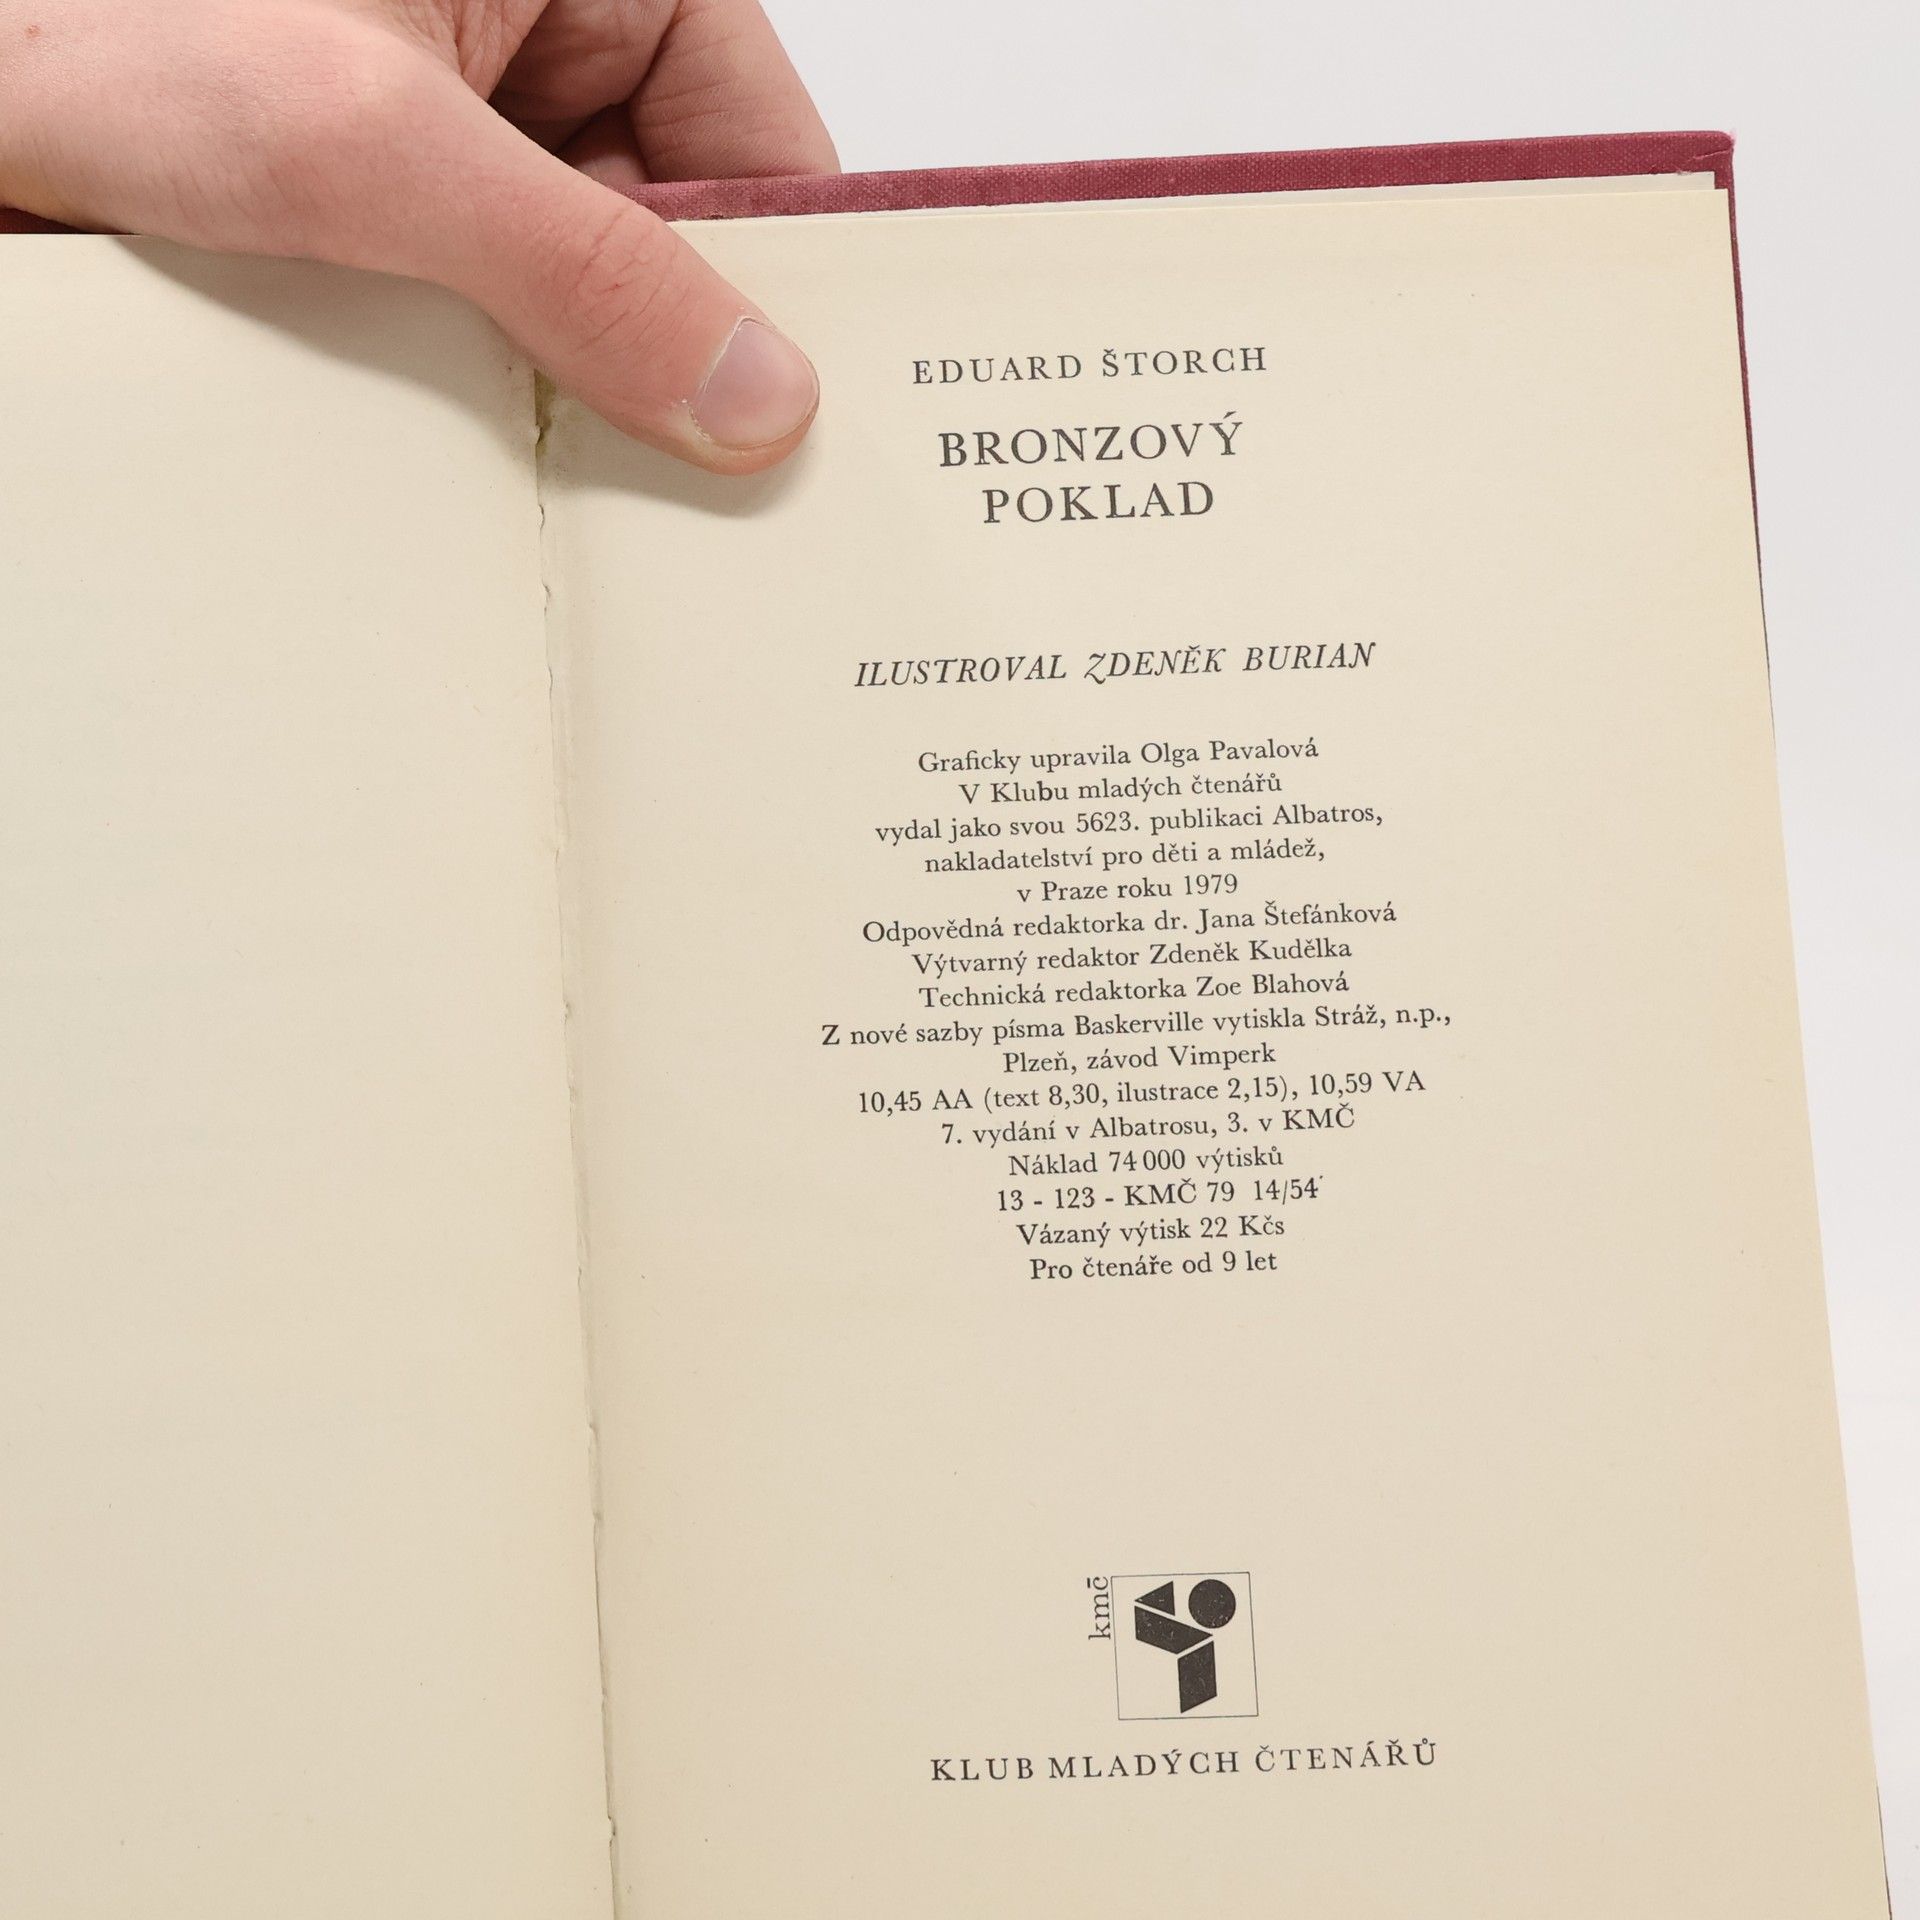 EDUARD ŠTORCH
BRONZOVÝ
POKLAD
ILUSTROVAL ZDENĚK BURIAN
Graficky upravila Olga Pavalová
V Klubu mladých čtenářů
vydal jako svou 5623. publikaci Albatros,
nakladatelství pro děti a mládež,
v Praze roku 1979
Odpovědná redaktorka dr. Jana Štefánková
Výtvarný redaktor Zdeněk Kudělka
Technická redaktorka Zoe Blahová
Z nové sazby písma Baskerville vytiskla Stráž, n.p.,
Plzeň, závod Vimperk
10,45 AA (text 8,30, ilustrace 2,15), 10,59 VA
7. vydání v Albatrosu, 3. v KMČ
Náklad 74 000 výtisků
13 - 123 - KMČ 79 14/54
Vázaný výtisk 22 Kčs
Pro čtenáře od 9 let
kmč
KLUB MLADÝCH ČTENÁŘŮ